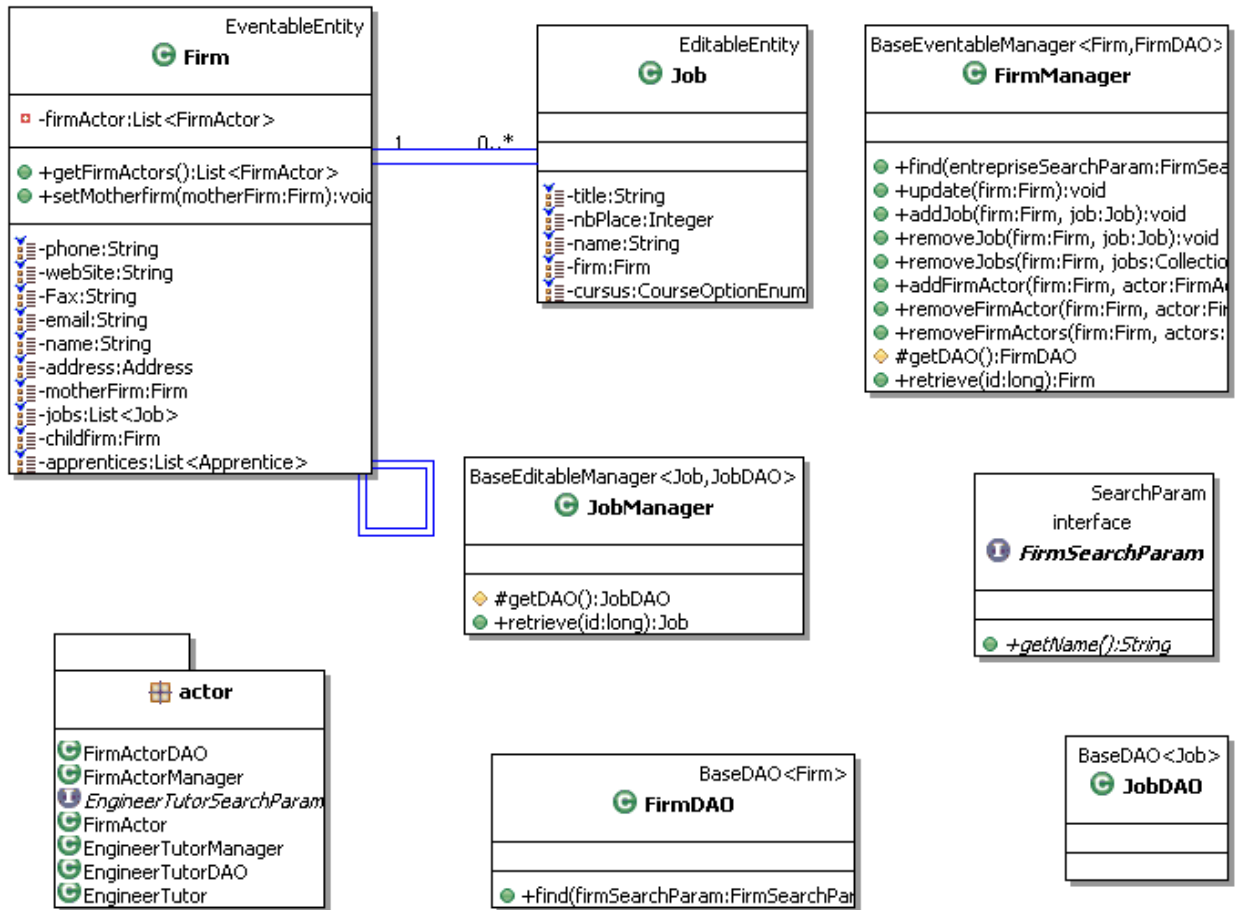 EventableEntity
Firm
-firmActor:List<FirmActor>
+getFirmActors():List<FirmActor>
+setMotherfirm(motherFirm:Firm):void
-phone:String
-webSite:String
-Fax:String
-email:String
-name:String
-address:Address
-motherFirm:Firm
-jobs:List<Job>
-childfirm:Firm
-apprentices:List<Apprentice>
1
0..*
EditableEntity
Job
-title:String
-nbPlace:Integer
-name:String
-firm:Firm
-cursus:CourseOptionEnum
BaseEventableManager<Firm,FirmDAO>
FirmManager
+find(entrepriseSearchParam:FirmSea
+update(firm:Firm):void
+addJob(firm:Firm, job:Job):void
+removeJob(firm:Firm, job:Job):void
+removeJobs(firm:Firm, jobs:Collectio
+addFirmActor(firm:Firm, actor:FirmA
+removeFirmActor(firm:Firm, actor:Fir
+removeFirmActors(firm:Firm, actors:
#getDAO():FirmDAO
+retrieve(id:long):Firm
BaseEditableManager<Job,JobDAO>
JobManager
#getDAO():JobDAO
+retrieve(id:long):Job
SearchParam
interface
FirmSearchParam
+getName():String
actor
FirmActorDAO
FirmActorManager
EngineerTutorSearchParam
FirmActor
EngineerTutorManager
EngineerTutorDAO
EngineerTutor
BaseDAO<Firm>
FirmDAO
+find(firmSearchParam:FirmSearchPar
BaseDAO<Job>
JobDAO